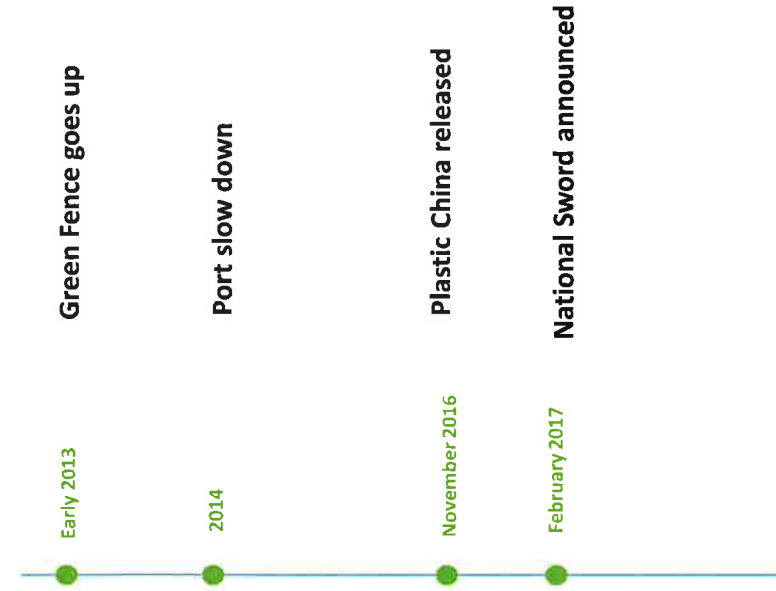 Green Fence goes up
Early 2013
Port slow down
2014
Plastic China released
November 2016
National Sword announced
February 2017